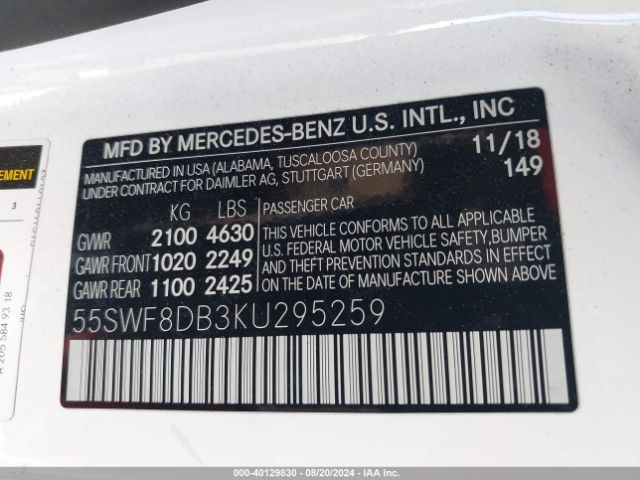 MFD BY MERCEDES-BENZ U.S. INTL., INC
MANUFACTURED IN USA (ALABAMA, TUSCALOOSA COUNTY) 11/18
UNDER CONTRACT FOR DAIMLER AG, STUTTGART (GERMANY) 149
KG LBS PASSENGER CAR
GVWR 2100 4630
GAWR FRONT 1020 2249
GAWR REAR 1100 2425
THIS VEHICLE CONFORMS TO ALL APPLICABLE
U.S. FEDERAL MOTOR VEHICLE SAFETY, BUMPER
AND THEFT PREVENTION STANDARDS IN EFFECT
ON THE DATE OF MANUFACTURE SHOWN ABOVE.
55SWF8DB3KU295259
EMENT
3
A 205 584 93 18
000-40129830 - 08/20/2024 - IAA Inc.